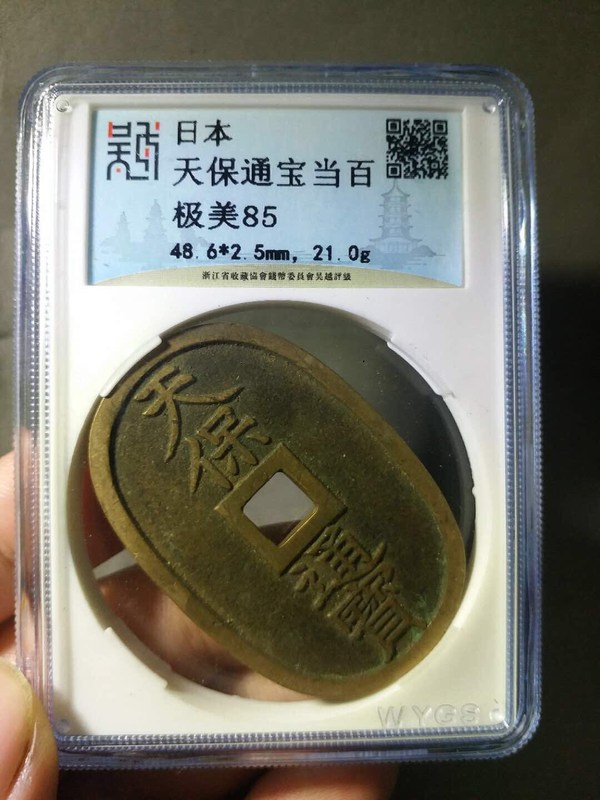 日本
天保通宝当百
极美85
48.6*2.5mm, 21.0g
浙江省收藏協會錢幣委員會吴越評級
天保
通寶
WYGS